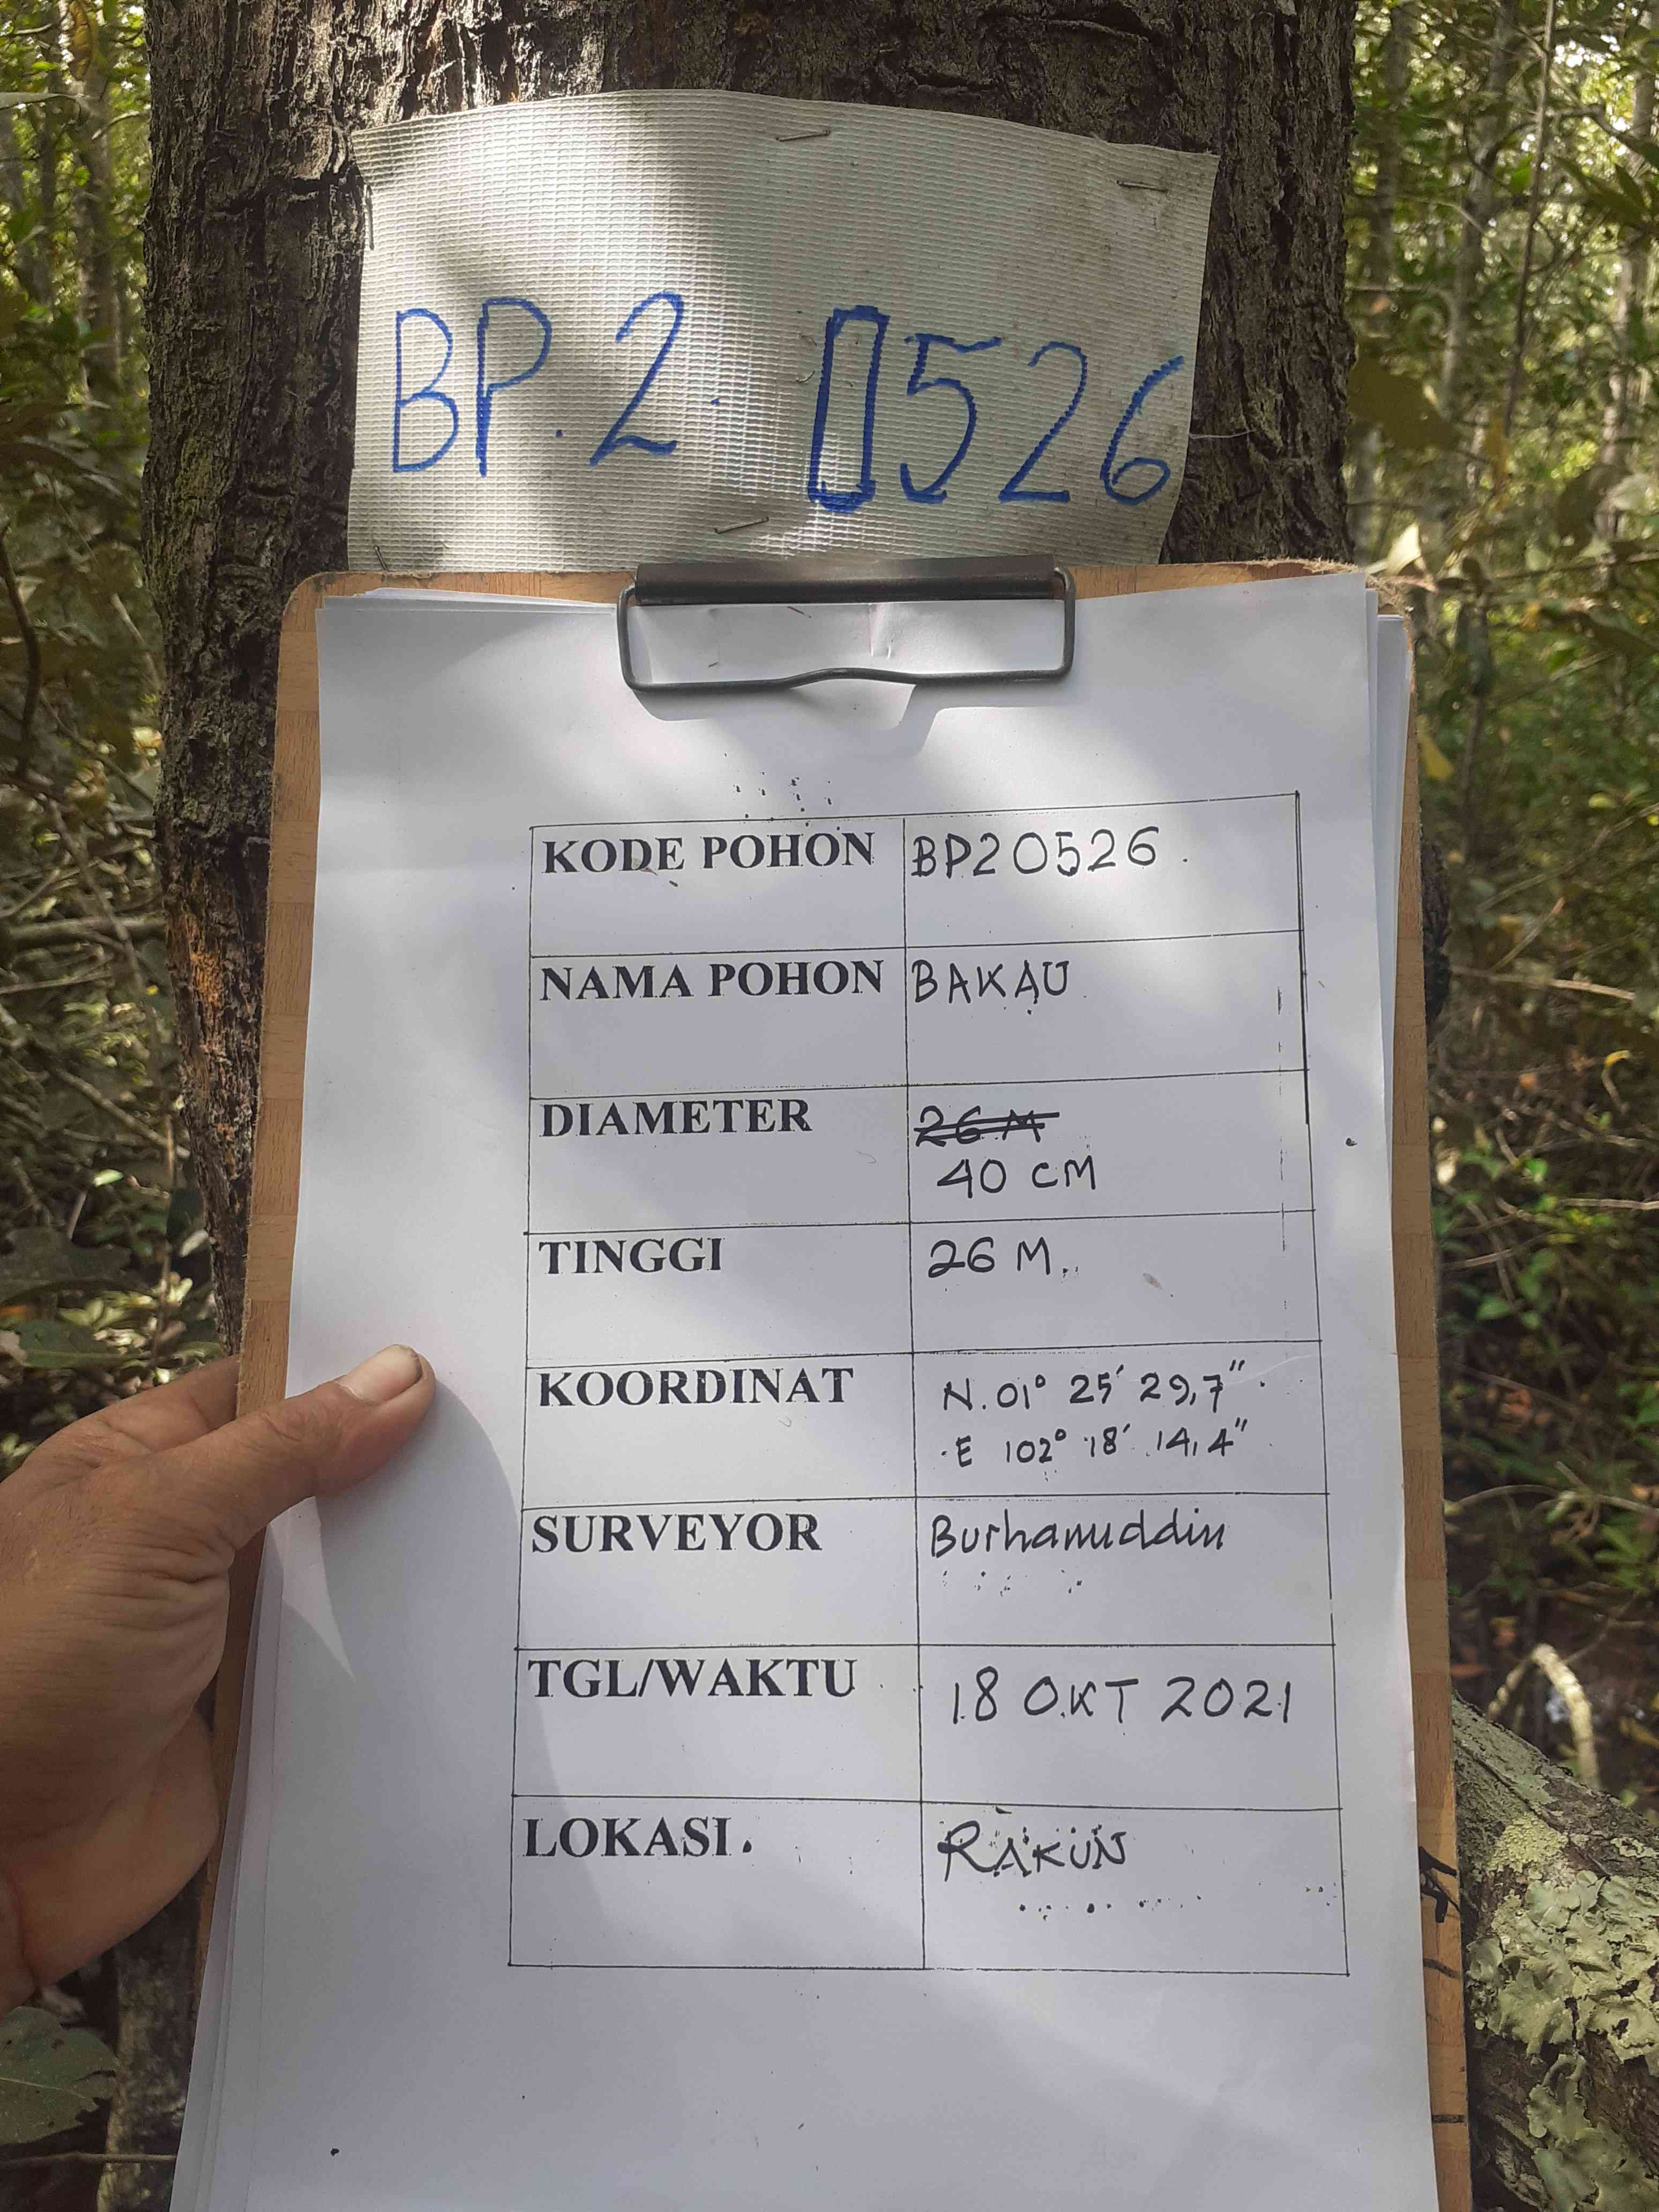 BP.2. 0526
KODE POHON BP20526.
NAMA POHON BAKAU
DIAMETER 26 M
40 CM
TINGGI 26 M.
KOORDINAT N. 01° 25' 29,7"
E 102° 18' 14,4"
SURVEYOR Burhanuddin
TGL/WAKTU 18 OKT 2021
LOKASI. RAKUN